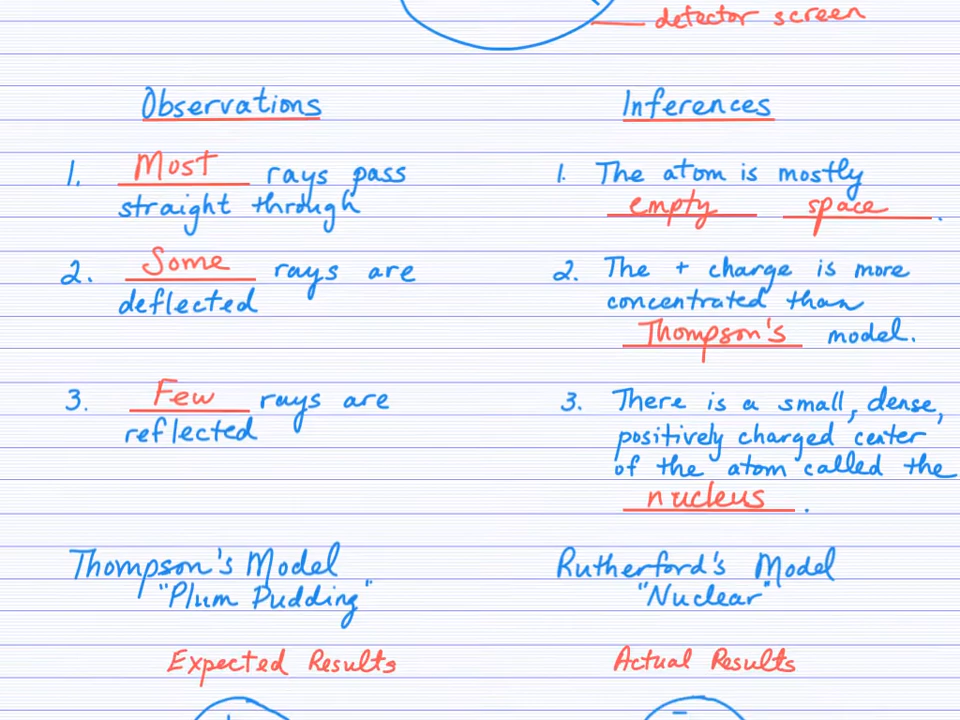 detector screen
Observations
1. Most rays pass
straight through
2. Some rays are
deflected
3. Few rays are
reflected
Inferences
1. The atom is mostly
empty space.
2. The + charge is more
concentrated than
Thompson's model.
3. There is a small, dense,
positively charged center
of the atom called the
nucleus.
Thompson's Model
"Plum Pudding"
Expected Results
Rutherford's Model
"Nuclear"
Actual Results